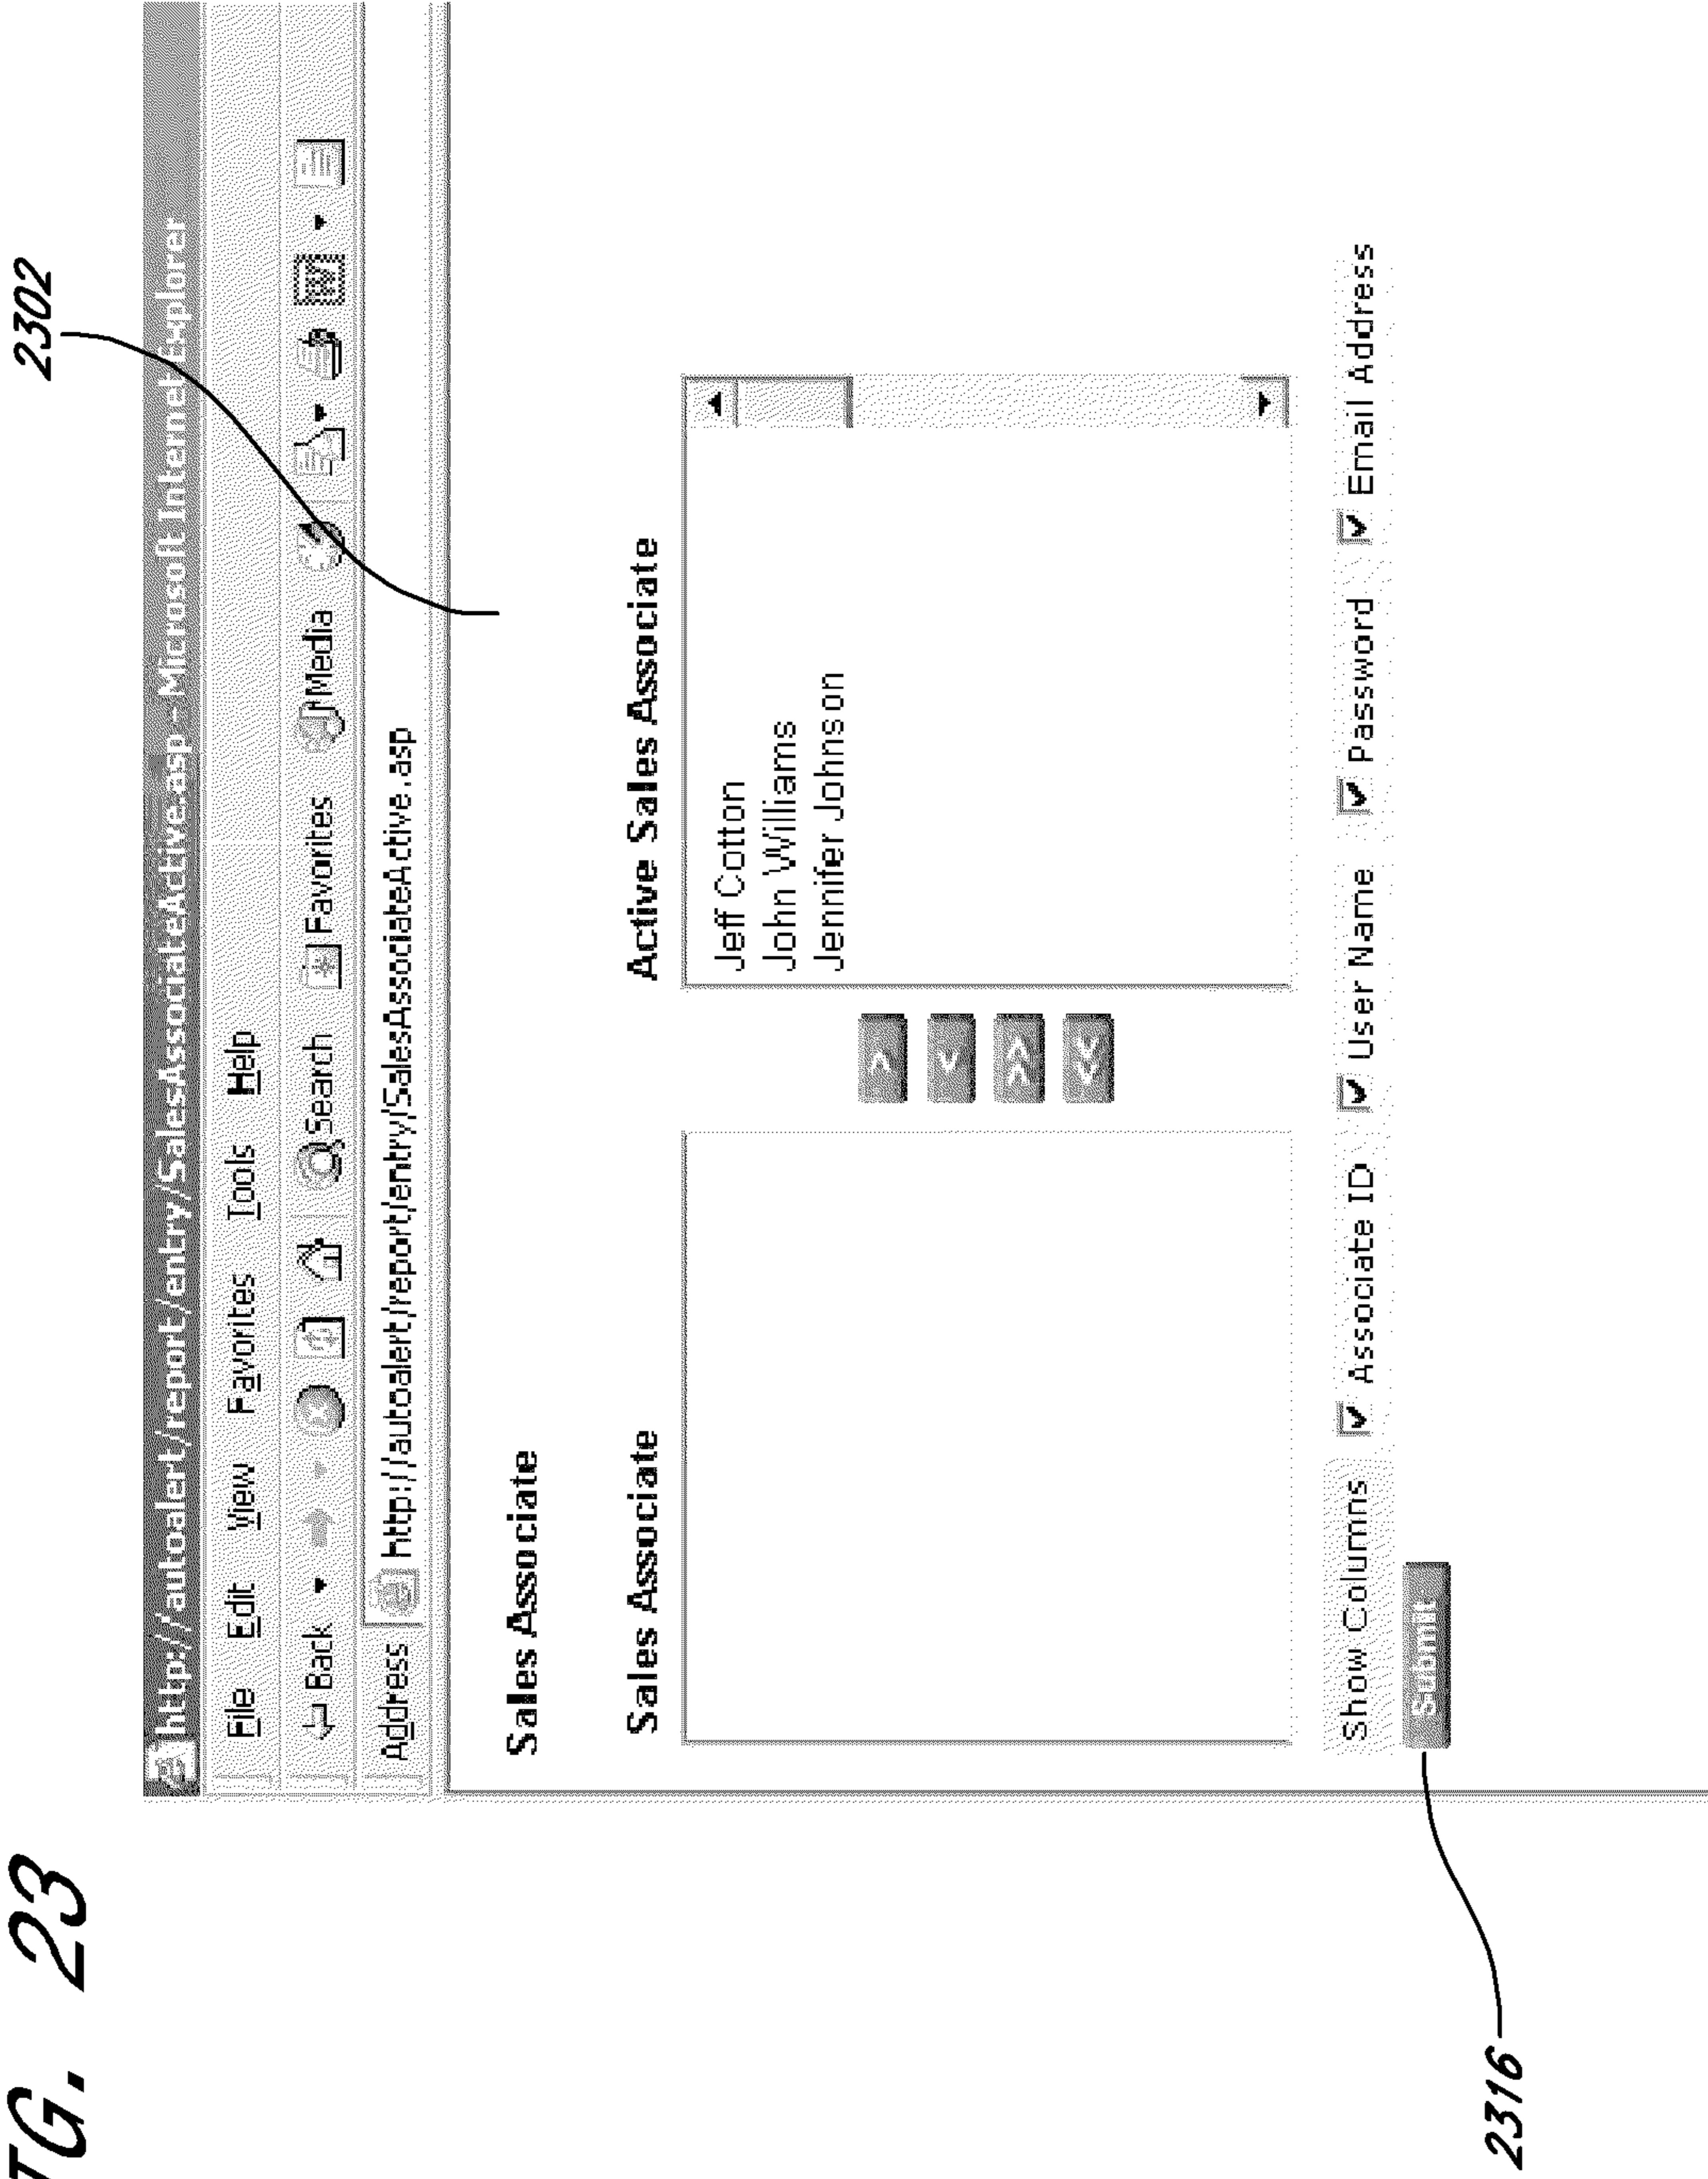 FIG. 23
2302
http://autoalert/report/entry/SalesAssociateActive.asp - Microsoft Internet Explorer
File Edit View Favorites Tools Help
Back Search Favorites Media
Address http://autoalert/report/entry/SalesAssociateActive.asp
Sales Associate
Sales Associate Active Sales Associate
Jeff Cotton
John Williams
Jennifer Johnson
>
<
>>
<<
Show Columns Associate ID User Name Password Email Address
Submit
2316